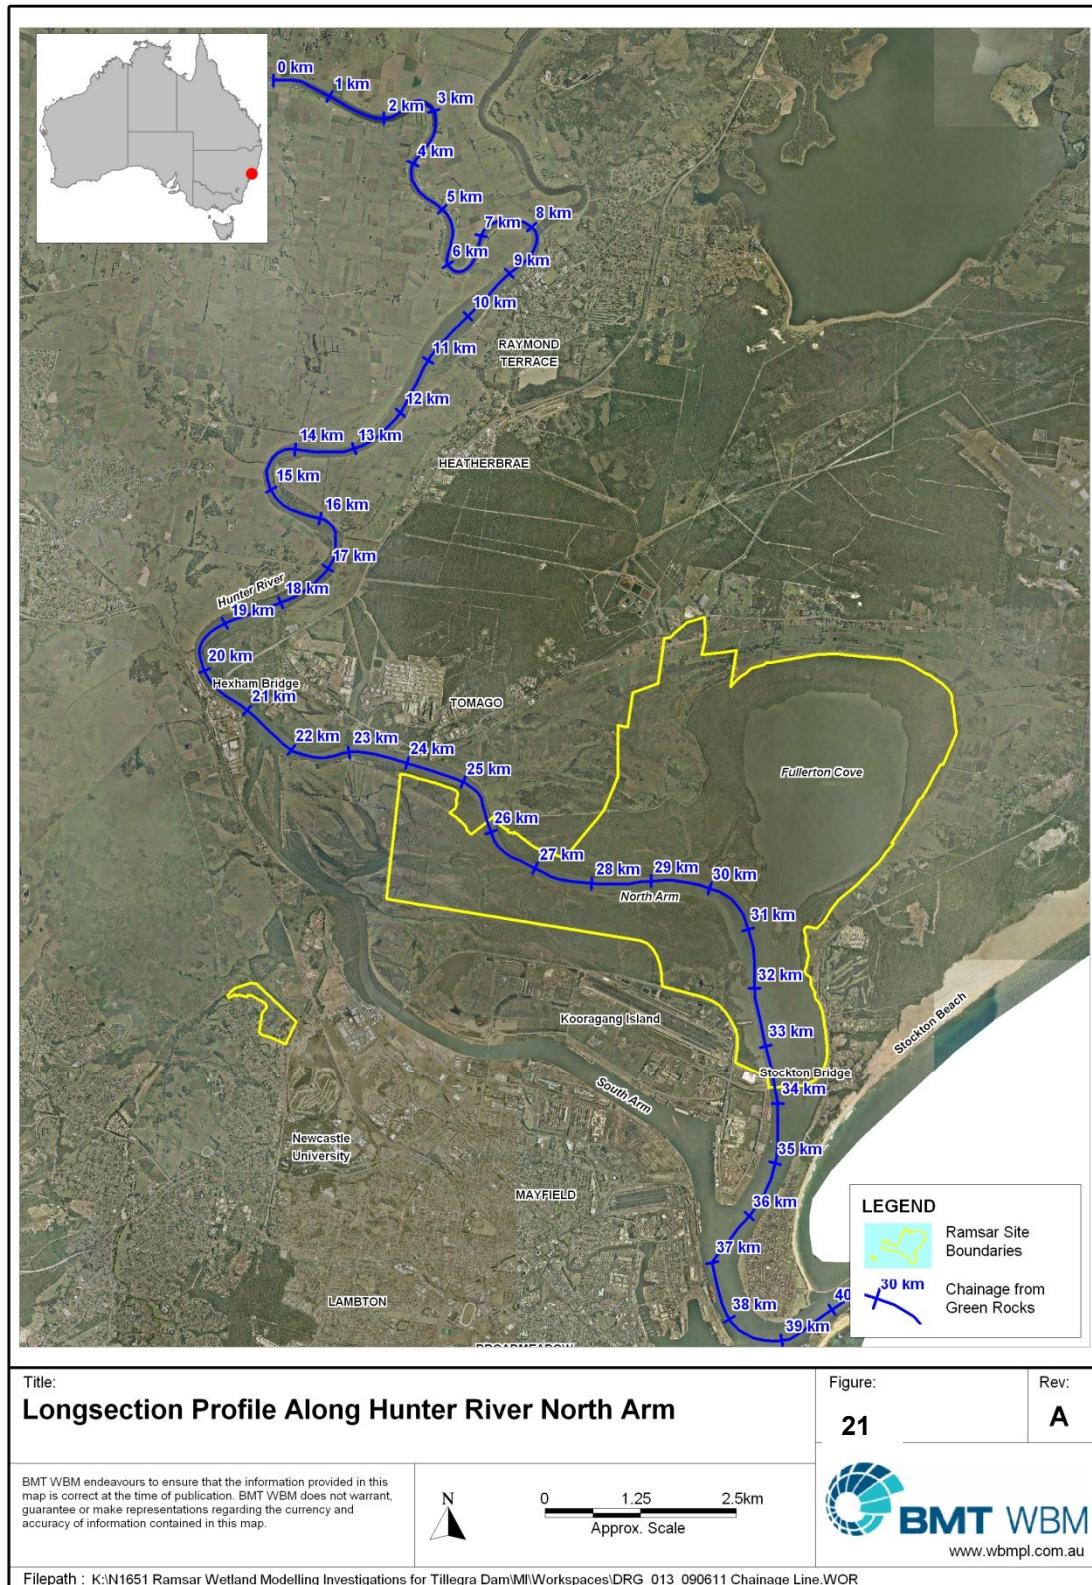 0 km
1 km
2 km
3 km
4 km
5 km
6 km
7 km
8 km
9 km
10 km
RAYMOND
TERRACE
11 km
12 km
13 km
14 km
HEATHERBRAE
15 km
16 km
17 km
18 km
Hunter River
19 km
20 km
Hexham Bridge
21 km
TOMAGO
22 km
23 km
24 km
25 km
26 km
27 km
28 km
29 km
30 km
North Arm
Fullerton Cove
31 km
32 km
33 km
Kooragang Island
Stockton Beach
Stockton Bridge
34 km
South Arm
Newcastle
University
35 km
MAYFIELD
36 km
37 km
38 km
39 km
40
LAMBTON
BROADMEADOW
LEGEND
Ramsar Site
Boundaries
30 km
Chainage from
Green Rocks
Title:
Longsection Profile Along Hunter River North Arm
Figure:
21
Rev:
A
BMT WBM endeavours to ensure that the information provided in this
map is correct at the time of publication. BMT WBM does not warrant,
guarantee or make representations regarding the currency and
accuracy of information contained in this map.
N
0 1.25 2.5km
Approx. Scale
BMT WBM
www.wbmpl.com.au
Filepath : K:\N1651 Ramsar Wetland Modelling Investigations for Tillegra Dam\MI\Workspaces\DRG_013_090611 Chainage Line.WOR